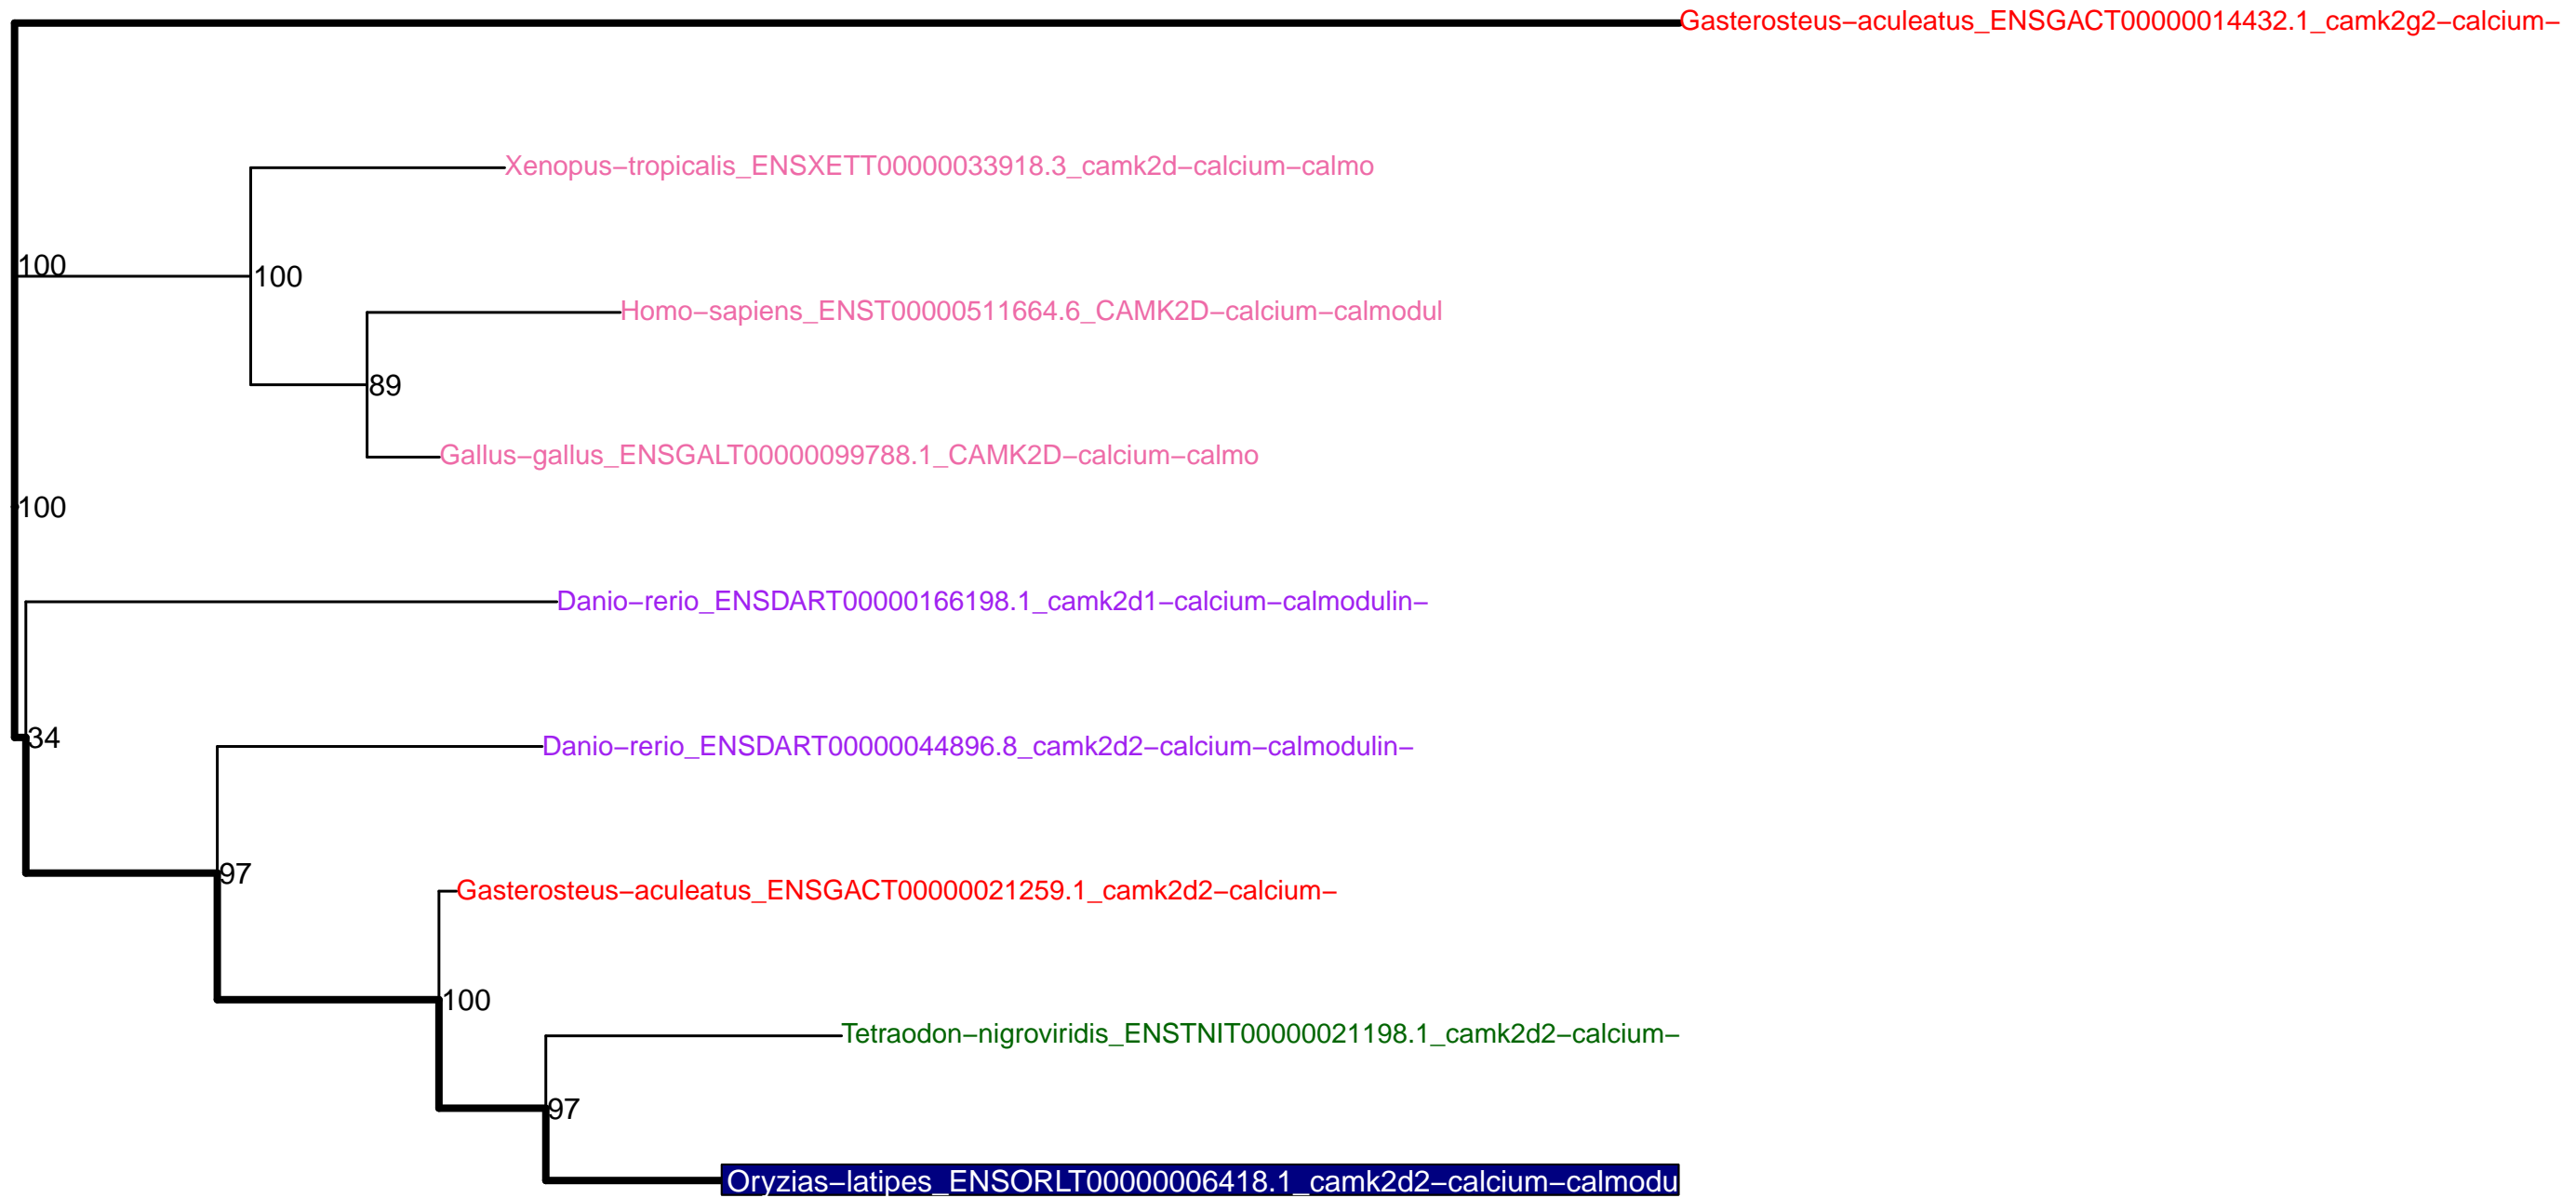 Gasterosteus−aculeatus_ENSGACT00000014432.1_camk2g2−calcium−
Xenopus−tropicalis_ENSXETT00000033918.3_camk2d−calcium−calmo
100
100
Homo−sapiens_ENST00000511664.6_CAMK2D−calcium−calmodul
89
Gallus−gallus_ENSGALT00000099788.1_CAMK2D−calcium−calmo
100
Danio−rerio_ENSDART00000166198.1_camk2d1−calcium−calmodulin−
34
Danio−rerio_ENSDART00000044896.8_camk2d2−calcium−calmodulin−
97
Gasterosteus−aculeatus_ENSGACT00000021259.1_camk2d2−calcium−
100
Tetraodon−nigroviridis_ENSTNIT00000021198.1_camk2d2−calcium−
97
Oryzias−latipes_ENSORLT00000006418.1_camk2d2−calcium−calmodu